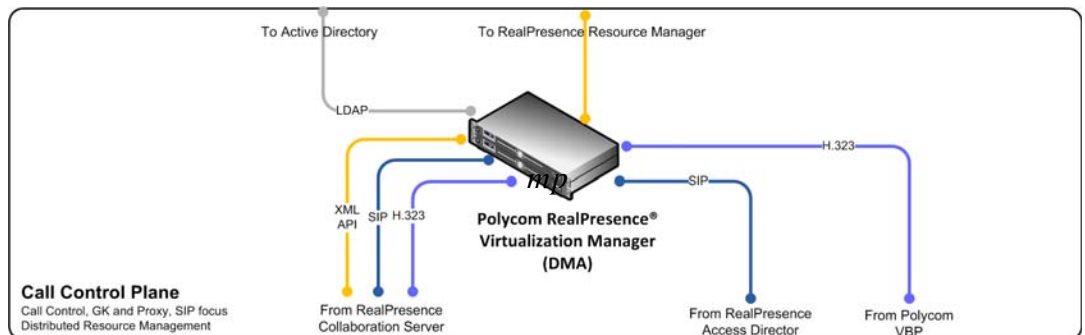 To Active Directory
To RealPresence Resource Manager
LDAP
H.323
mp
SIP
XML
API
SIP
H.323
Polycom RealPresence®
Virtualization Manager
(DMA)
Call Control Plane
Call Control, GK and Proxy, SIP focus
Distributed Resource Management
From RealPresence
Collaboration Server
From RealPresence
Access Director
From Polycom
VBP